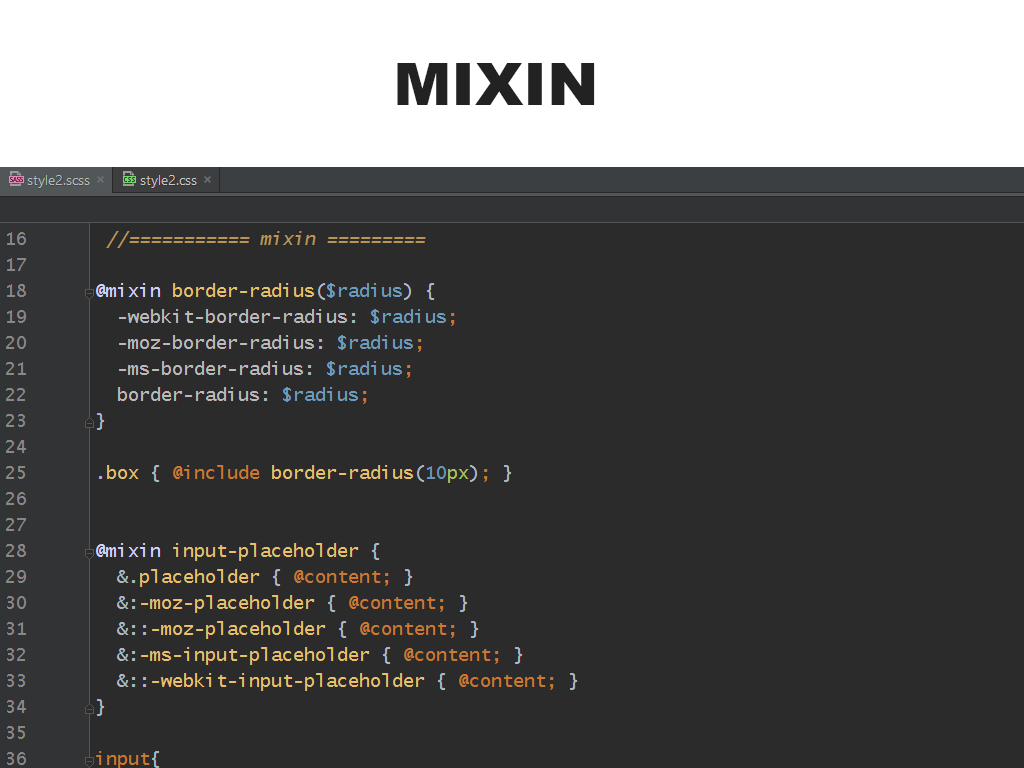 MIXIN
style2.scss × style2.css ×
16 //=========== mixin =========
17
18 @mixin border-radius($radius) {
19 -webkit-border-radius: $radius;
20 -moz-border-radius: $radius;
21 -ms-border-radius: $radius;
22 border-radius: $radius;
23 }
24
25 .box { @include border-radius(10px); }
26
27
28 @mixin input-placeholder {
29 &.placeholder { @content; }
30 &:-moz-placeholder { @content; }
31 &::-moz-placeholder { @content; }
32 &:-ms-input-placeholder { @content; }
33 &::-webkit-input-placeholder { @content; }
34 }
35
36 input{